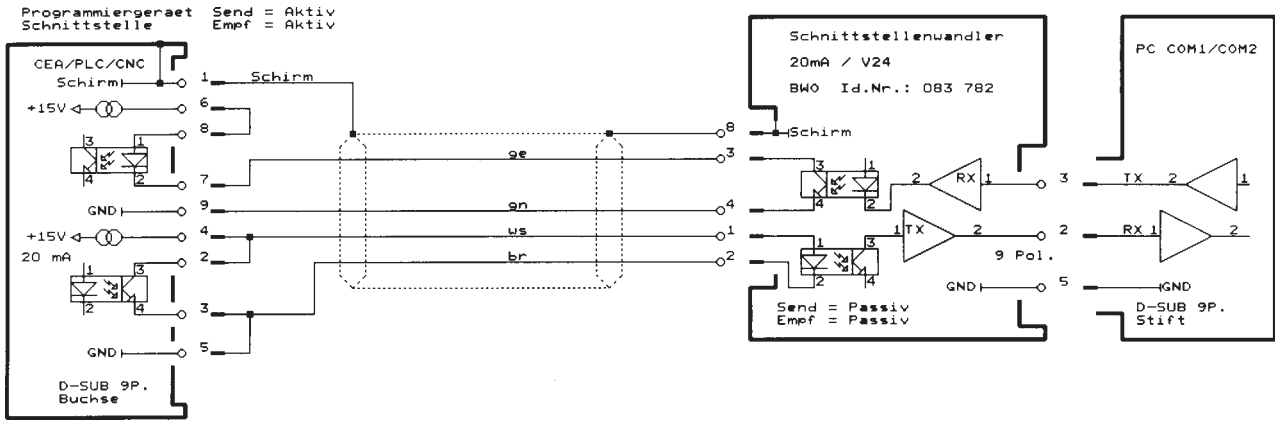 Programmiergeraet Send = Aktiv
Schnittstelle Empf = Aktiv
CEA/PLC/CNC
Schirm
1
Schirm
+15V
6
8
3
1
4
2
7
ge
GND
9
gn
+15V
4
ws
20 mA
2
br
1
3
2
4
3
GND
5
D-SUB 9P.
Buchse
Schnittstellenwandler
20mA / V24
BWO Id.Nr.: 083 782
8
Schirm
3
3
1
4
2
4
2
RX
1
1
1
3
1
TX
2
2
2
4
3
2
9 Pol.
GND
5
Send = Passiv
Empf = Passiv
PC COM1/COM2
TX
2
1
RX
1
2
GND
D-SUB 9P.
Stift